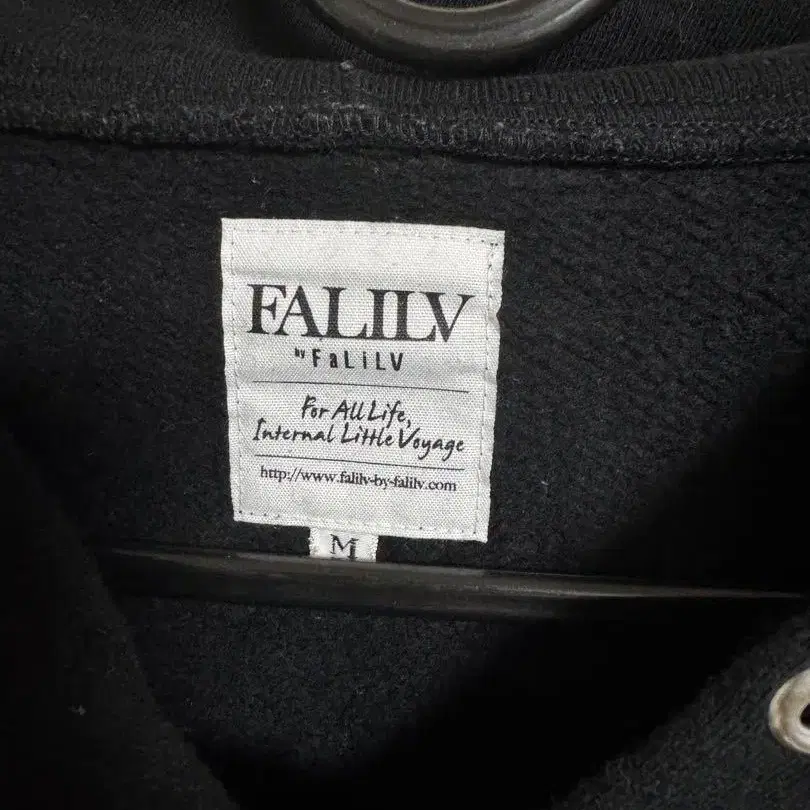 FALILV
by FaLiLV
For All Life,
Internal Little Voyage
http://www.falilv-by-falilv.com
M